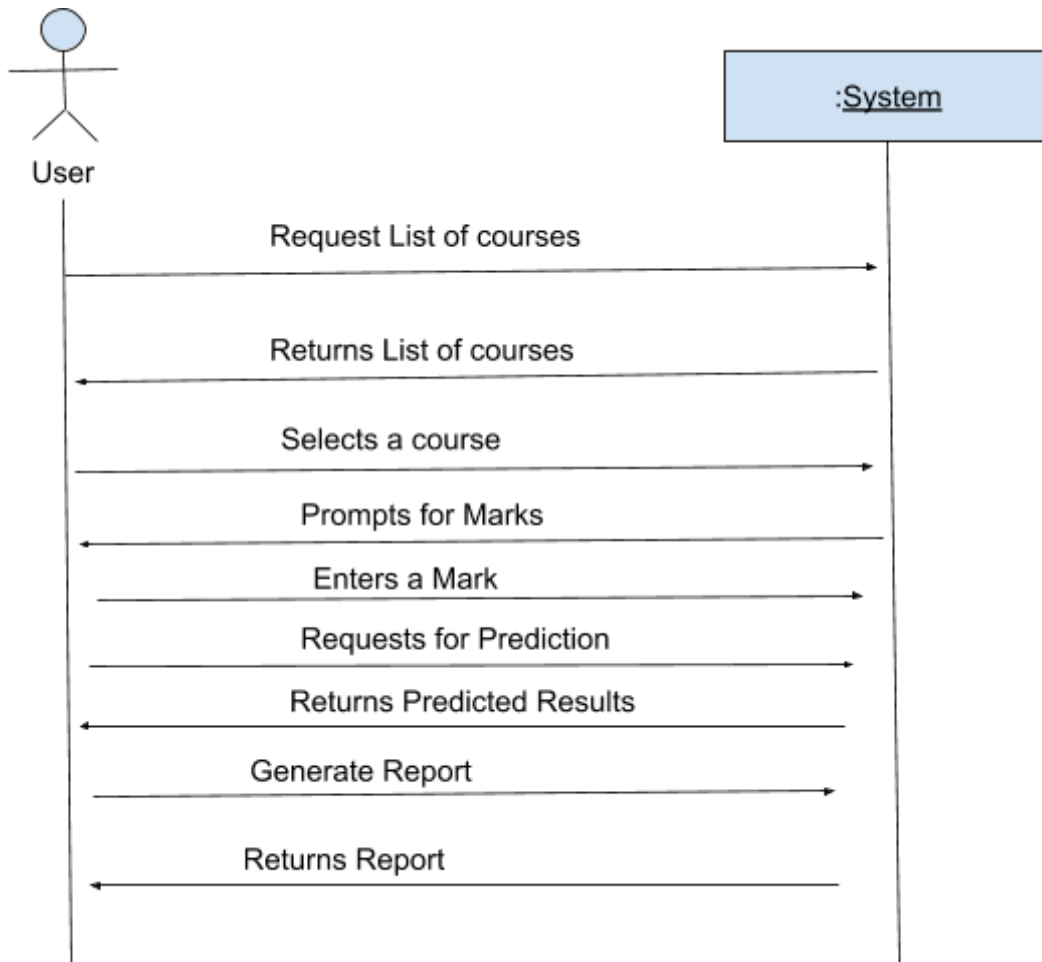 :System
User
Request List of courses
Returns List of courses
Selects a course
Prompts for Marks
Enters a Mark
Requests for Prediction
Returns Predicted Results
Generate Report
Returns Report